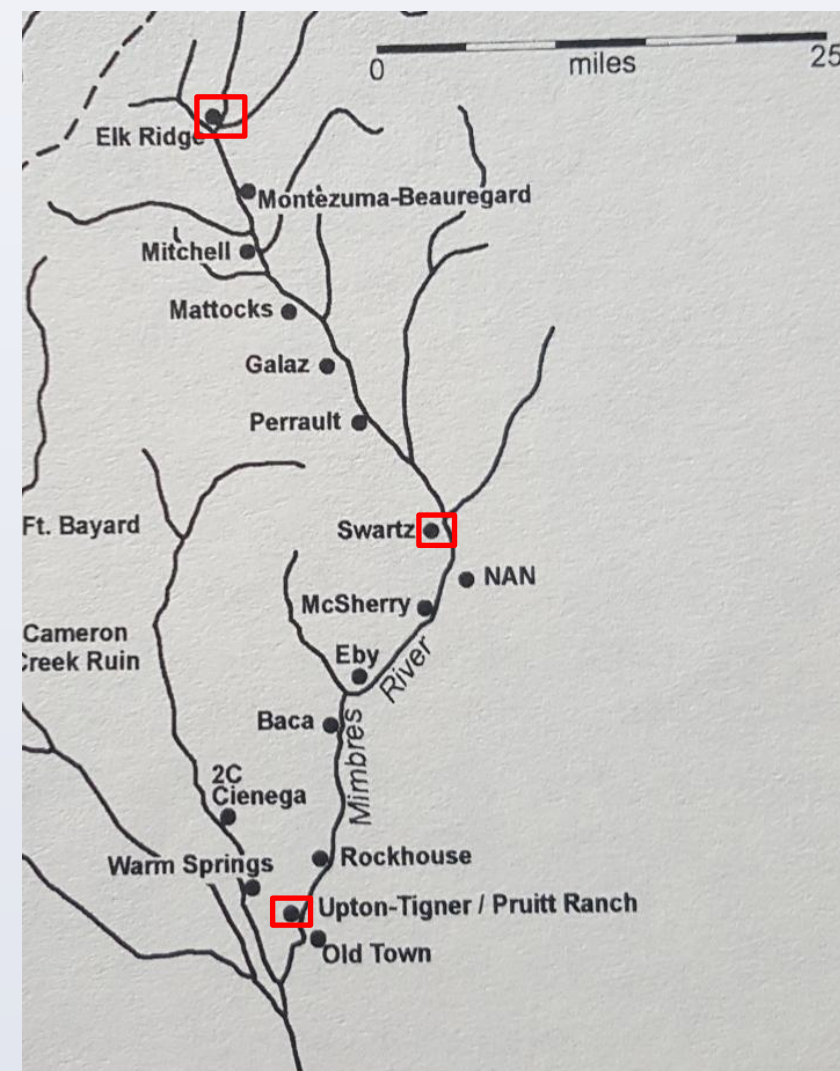 0 miles 25
Elk Ridge
Montezuma-Beauregard
Mitchell
Mattocks
Galaz
Perrault
Ft. Bayard
Swartz
NAN
McSherry
Cameron
Creek Ruin
Eby
River
Baca
Mimbres
2C
Cienega
Rockhouse
Warm Springs
Upton-Tigner / Pruitt Ranch
Old Town